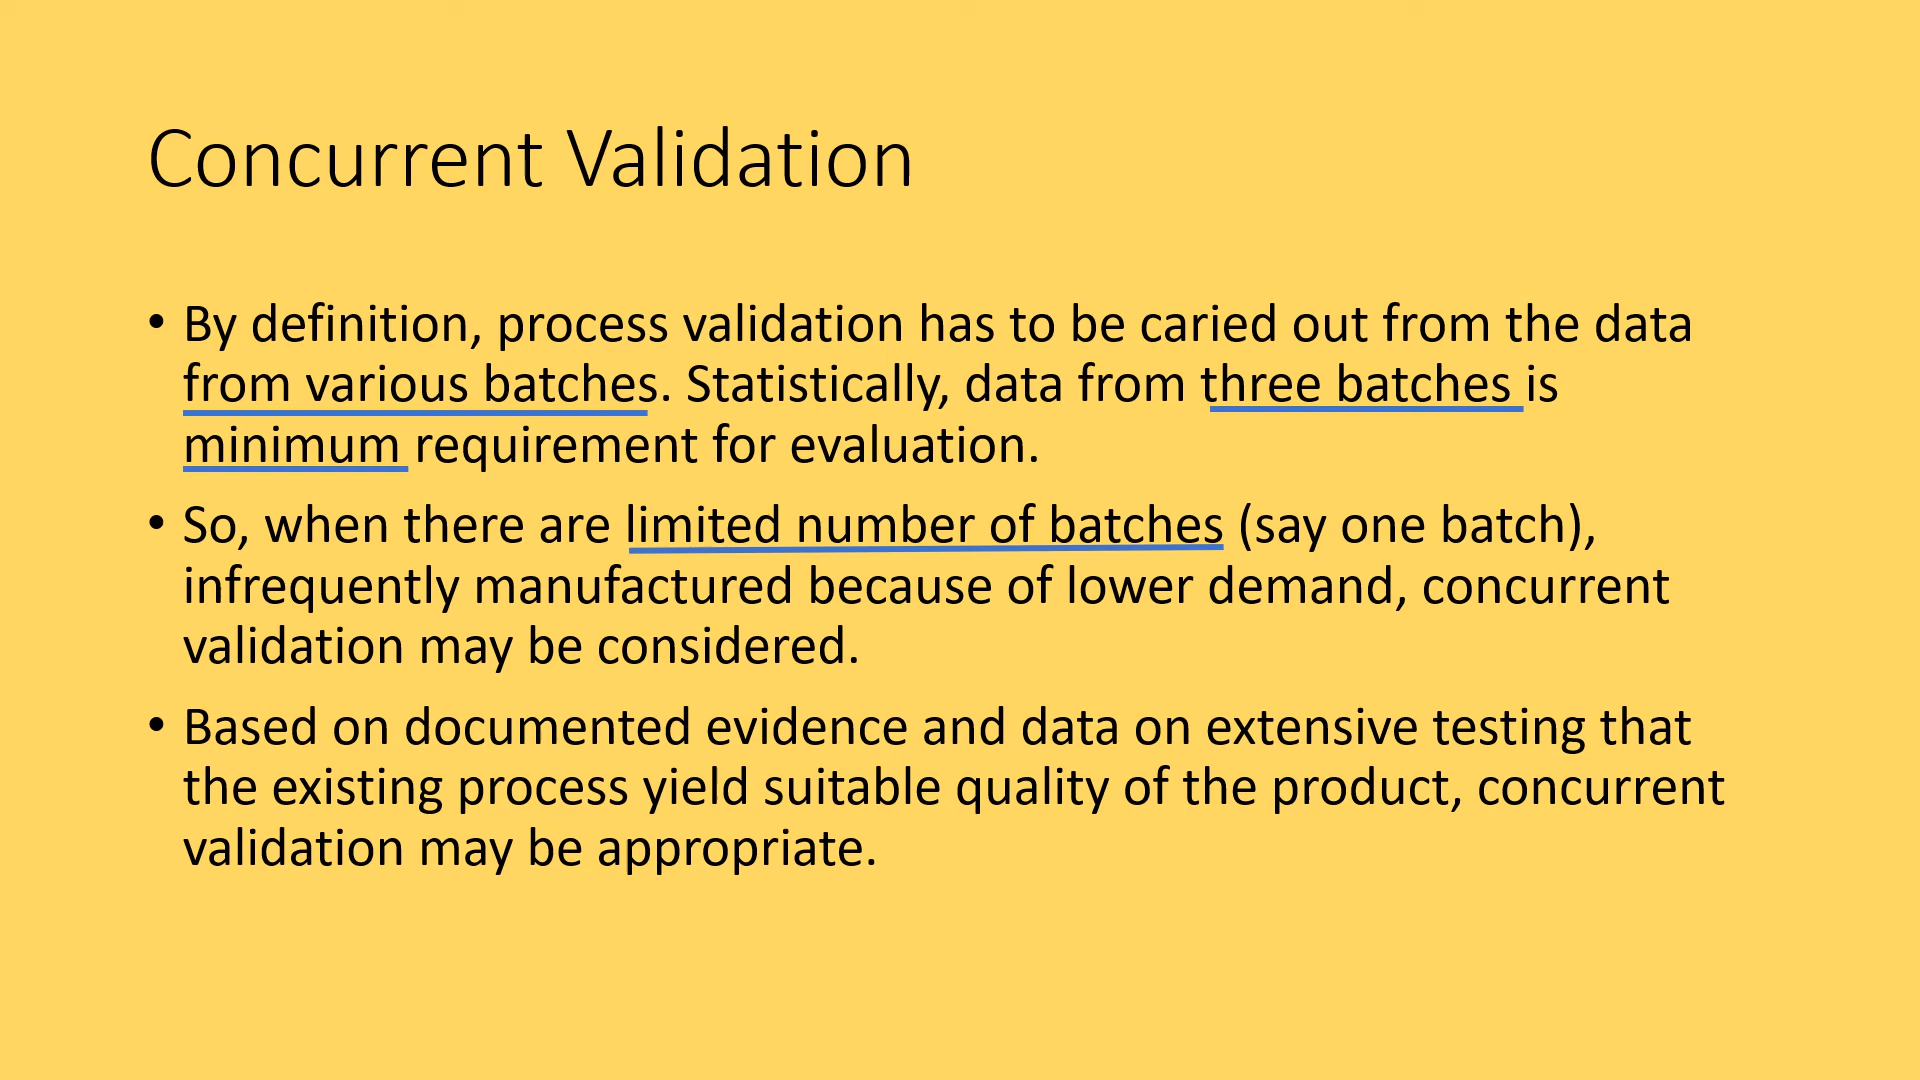 Concurrent Validation
• By definition, process validation has to be caried out from the data
from various batches. Statistically, data from three batches is
minimum requirement for evaluation.
• So, when there are limited number of batches (say one batch),
infrequently manufactured because of lower demand, concurrent
validation may be considered.
• Based on documented evidence and data on extensive testing that
the existing process yield suitable quality of the product, concurrent
validation may be appropriate.